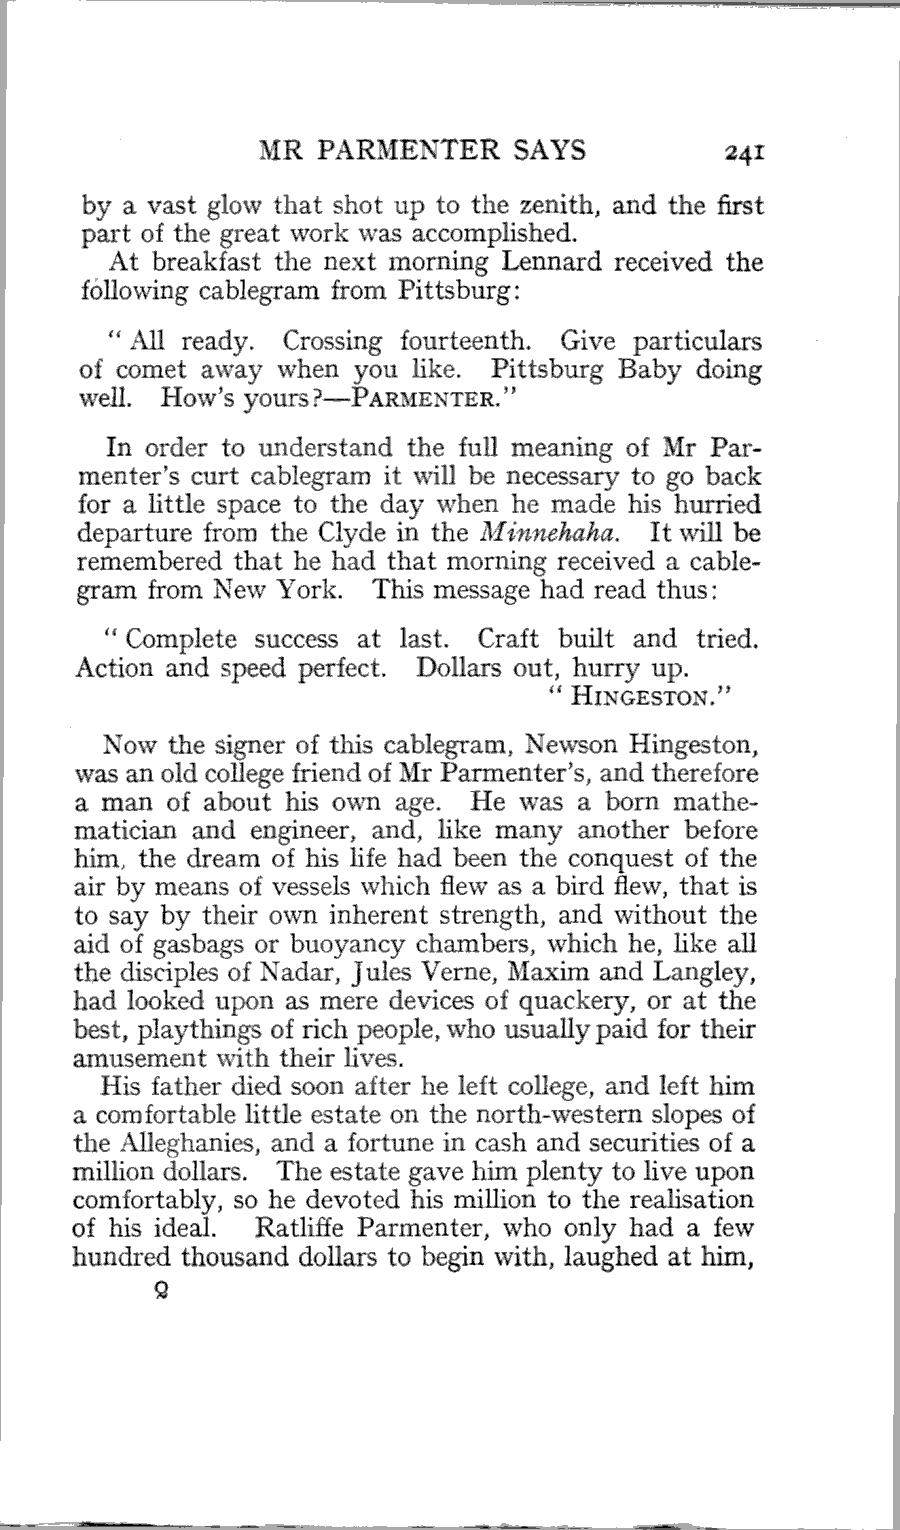 MR PARMENTER SAYS 241
by a vast glow that shot up to the zenith, and the first
part of the great work was accomplished.
At breakfast the next morning Lennard received the
following cablegram from Pittsburg:
“ All ready. Crossing fourteenth. Give particulars
of comet away when you like. Pittsburg Baby doing
well. How's yours?—PARMENTER.”
In order to understand the full meaning of Mr Par-
menter's curt cablegram it will be necessary to go back
for a little space to the day when he made his hurried
departure from the Clyde in the Minnehaha. It will be
remembered that he had that morning received a cable-
gram from New York. This message had read thus:
“ Complete success at last. Craft built and tried.
Action and speed perfect. Dollars out, hurry up.
“ HINGESTON.”
Now the signer of this cablegram, Newson Hingeston,
was an old college friend of Mr Parmenter's, and therefore
a man of about his own age. He was a born mathe-
matician and engineer, and, like many another before
him, the dream of his life had been the conquest of the
air by means of vessels which flew as a bird flew, that is
to say by their own inherent strength, and without the
aid of gasbags or buoyancy chambers, which he, like all
the disciples of Nadar, Jules Verne, Maxim and Langley,
had looked upon as mere devices of quackery, or at the
best, playthings of rich people, who usually paid for their
amusement with their lives.
His father died soon after he left college, and left him
a comfortable little estate on the north-western slopes of
the Alleghanies, and a fortune in cash and securities of a
million dollars. The estate gave him plenty to live upon
comfortably, so he devoted his million to the realisation
of his ideal. Ratliffe Parmenter, who only had a few
hundred thousand dollars to begin with, laughed at him,
Q